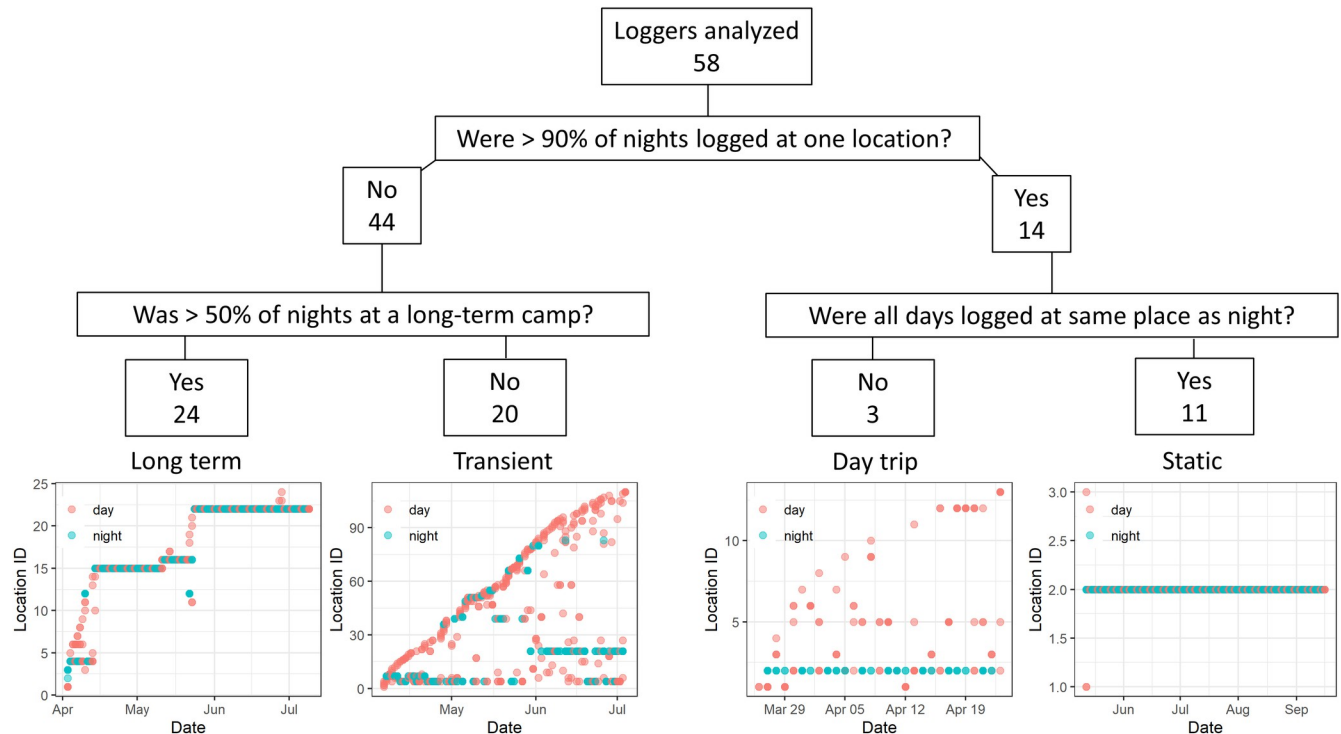 Loggers analyzed
58
Were > 90% of nights logged at one location?
No
44
Yes
14
Was > 50% of nights at a long-term camp?
Were all days logged at same place as night?
Yes
24
No
20
No
3
Yes
11
Long term
25
20
15
10
5
0
Location ID
day
night
Apr
May
Jun
Jul
Date
Transient
90
60
30
0
Location ID
day
night
May
Jun
Jul
Date
Day trip
10
5
Location ID
day
night
Mar 29
Apr 05
Apr 12
Apr 19
Date
Static
3.0
2.5
2.0
1.5
1.0
Location ID
day
night
Jun
Jul
Aug
Sep
Date